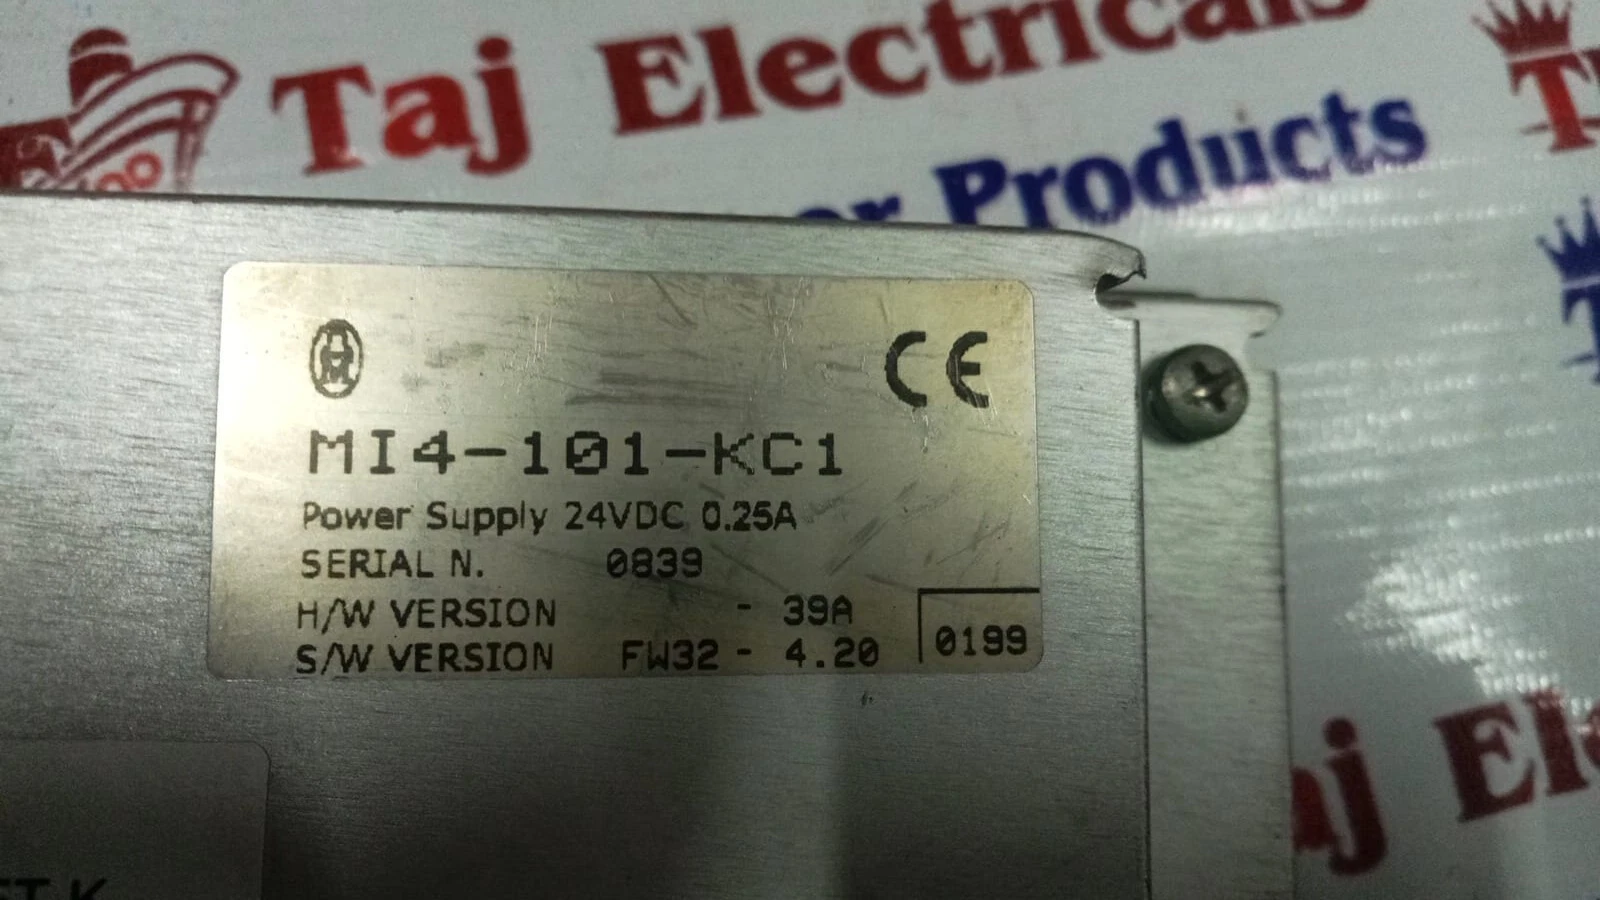 Taj Electricals
Products
CE
MI4-101-KC1
Power Supply 24VDC 0.25A
SERIAL N. 0839
H/W VERSION - 39A
S/W VERSION FW32 - 4.20
0199